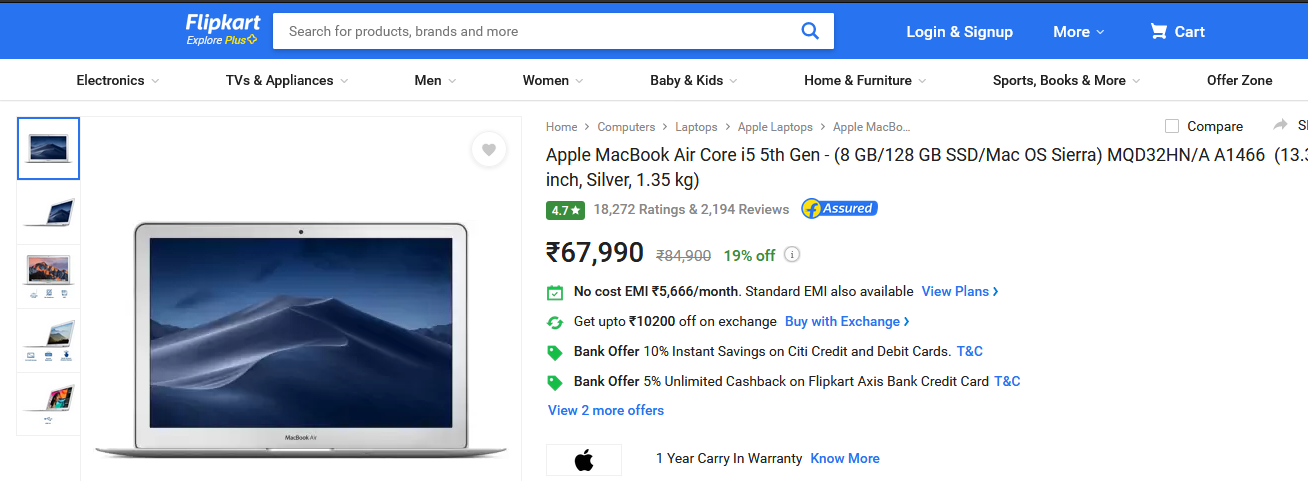 Flipkart
Explore Plus
Search for products, brands and more
Login & Signup
More
Cart
Electronics
TVs & Appliances
Men
Women
Baby & Kids
Home & Furniture
Sports, Books & More
Offer Zone
Home
Computers
Laptops
Apple Laptops
Apple MacBo...
Compare
Apple MacBook Air Core i5 5th Gen - (8 GB/128 GB SSD/Mac OS Sierra) MQD32HN/A A1466 (13.3
inch, Silver, 1.35 kg)
4.7★ 18,272 Ratings & 2,194 Reviews Assured
₹67,990 ₹84,900 19% off
No cost EMI ₹5,666/month. Standard EMI also available View Plans
Get upto ₹10200 off on exchange Buy with Exchange
Bank Offer 10% Instant Savings on Citi Credit and Debit Cards. T&C
Bank Offer 5% Unlimited Cashback on Flipkart Axis Bank Credit Card T&C
View 2 more offers
MacBook Air
1 Year Carry In Warranty Know More